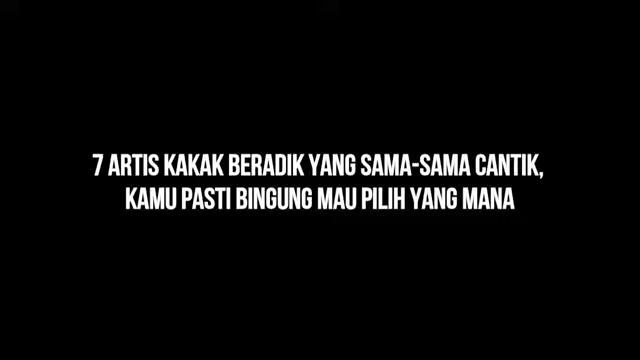 7 ARTIS KAKAK BERADIK YANG SAMA-SAMA CANTIK,
KAMU PASTI BINGUNG MAU PILIH YANG MANA